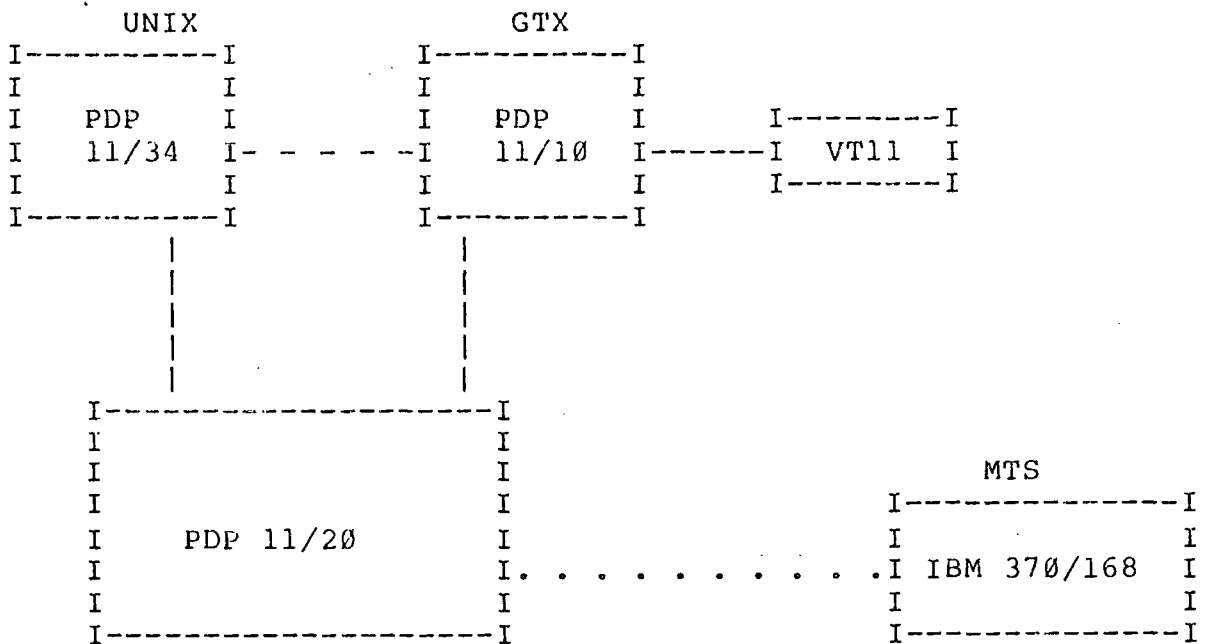 UNIX
GTX
PDP
11/34
PDP
11/10
VT11
PDP 11/20
MTS
IBM 370/168